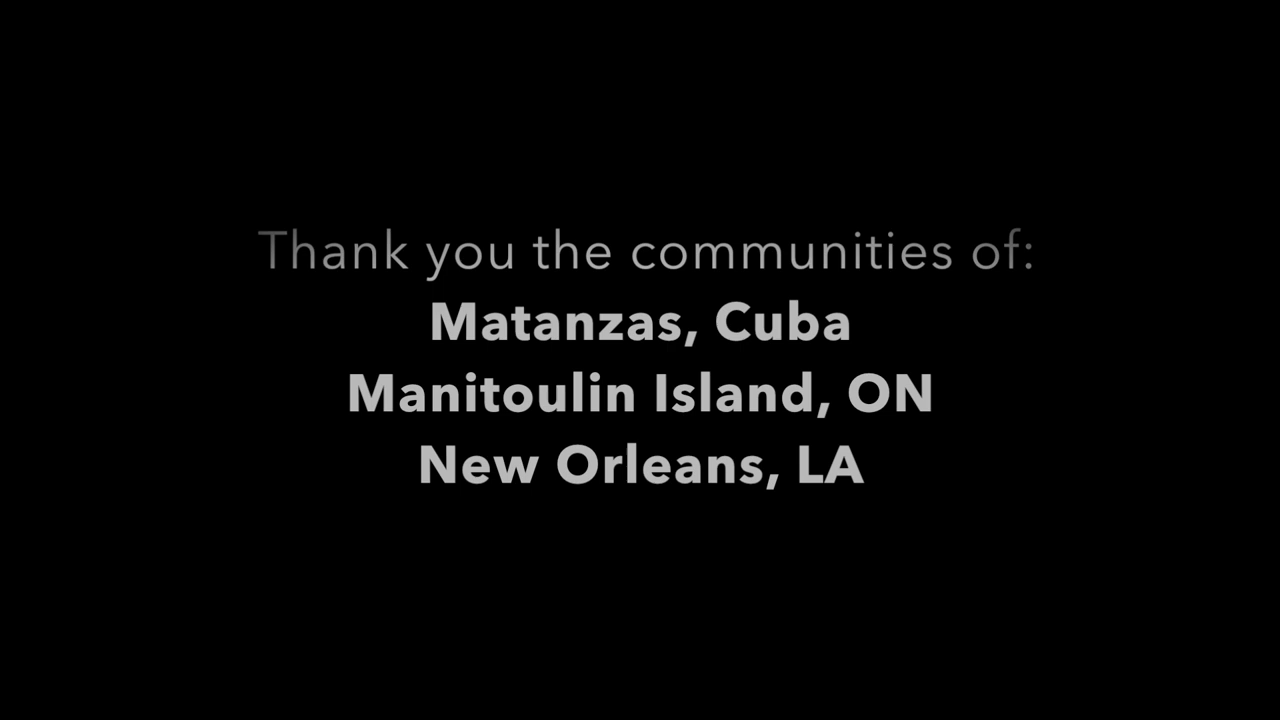 Thank you the communities of:
Matanzas, Cuba
Manitoulin Island, ON
New Orleans, LA